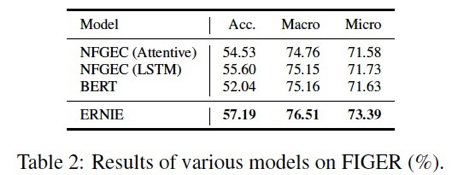 Model Acc. Macro Micro
NFGEC (Attentive) 54.53 74.76 71.58
NFGEC (LSTM) 55.60 75.15 71.73
BERT 52.04 75.16 71.63
ERNIE 57.19 76.51 73.39
Table 2: Results of various models on FIGER (%).